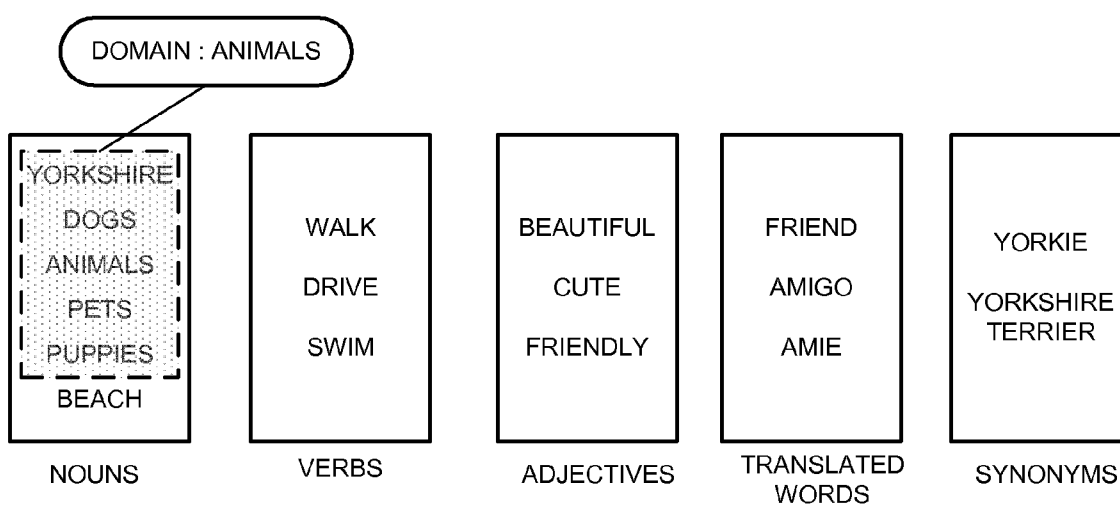 DOMAIN : ANIMALS
YORKSHIRE
DOGS
ANIMALS
PETS
PUPPIES
BEACH
NOUNS
WALK
DRIVE
SWIM
VERBS
BEAUTIFUL
CUTE
FRIENDLY
ADJECTIVES
FRIEND
AMIGO
AMIE
TRANSLATED
WORDS
YORKIE
YORKSHIRE
TERRIER
SYNONYMS